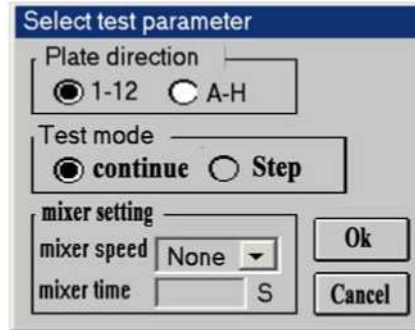 Select test parameter
Plate direction
1-12 A-H
Test mode
continue Step
mixer setting
mixer speed None
mixer time S
Ok
Cancel